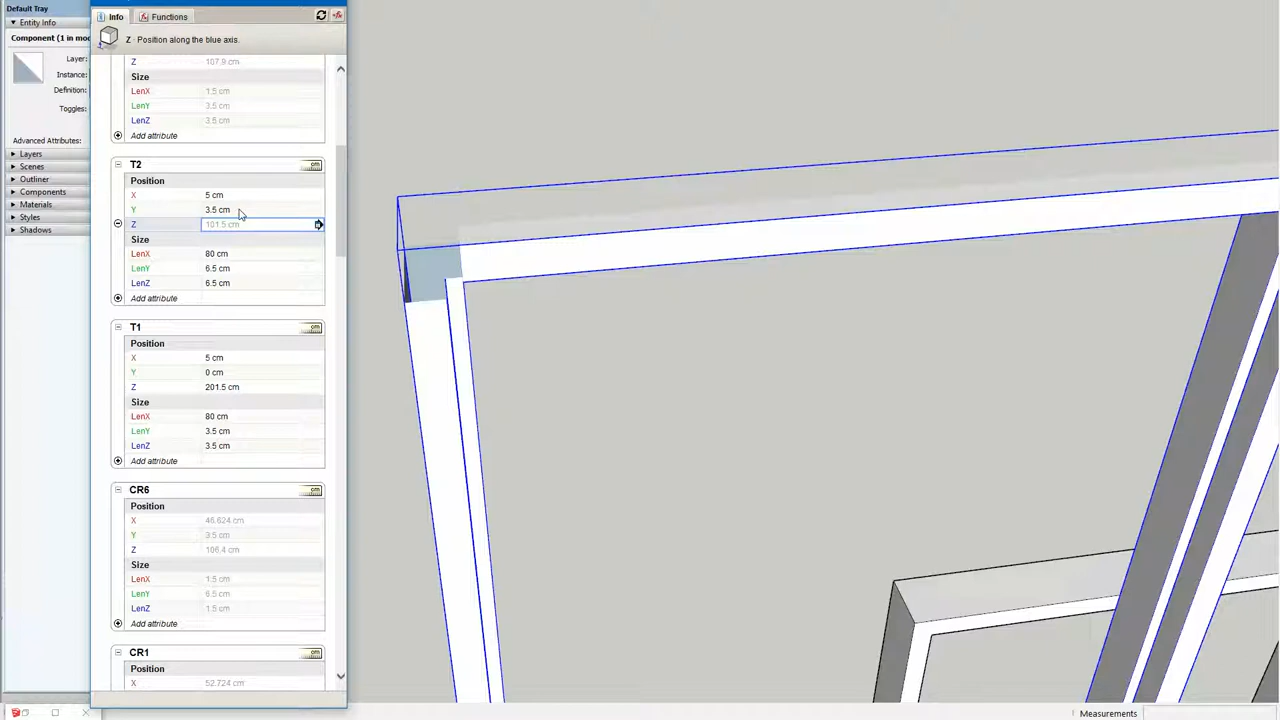 Default Tray
Entity Info
Component (1 in mod
Layer:
Instance:
Definition:
Toggles:
Advanced Attributes:
Layers
Scenes
Outliner
Components
Materials
Styles
Shadows
Info
Functions
Z : Position along the blue axis.
Z 107.9 cm
Size
LenX 1.5 cm
LenY 3.5 cm
LenZ 3.5 cm
Add attribute
T2
cm
Position
X 5 cm
Y 3.5 cm
Z 101.5 cm
Size
LenX 80 cm
LenY 6.5 cm
LenZ 6.5 cm
Add attribute
T1
cm
Position
X 5 cm
Y 0 cm
Z 201.5 cm
Size
LenX 80 cm
LenY 3.5 cm
LenZ 3.5 cm
Add attribute
CR6
cm
Position
X 46.624 cm
Y 3.5 cm
Z 106.4 cm
Size
LenX 1.5 cm
LenY 6.5 cm
LenZ 1.5 cm
Add attribute
CR1
cm
Position
X 52.724 cm
Measurements